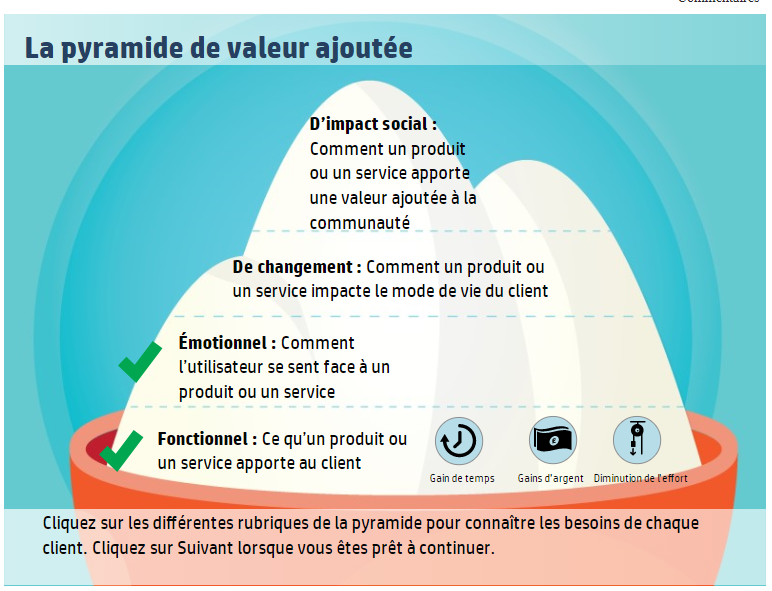 Commentaires
La pyramide de valeur ajoutée
D'impact social :
Comment un produit
ou un service apporte
une valeur ajoutée à la
communauté
De changement : Comment un produit ou
un service impacte le mode de vie du client
Émotionnel : Comment
l'utilisateur se sent face à un
produit ou un service
Fonctionnel : Ce qu'un produit ou
un service apporte au client
Gain de temps
Gains d'argent
Diminution de l'effort
Cliquez sur les différentes rubriques de la pyramide pour connaître les besoins de chaque
client. Cliquez sur Suivant lorsque vous êtes prêt à continuer.